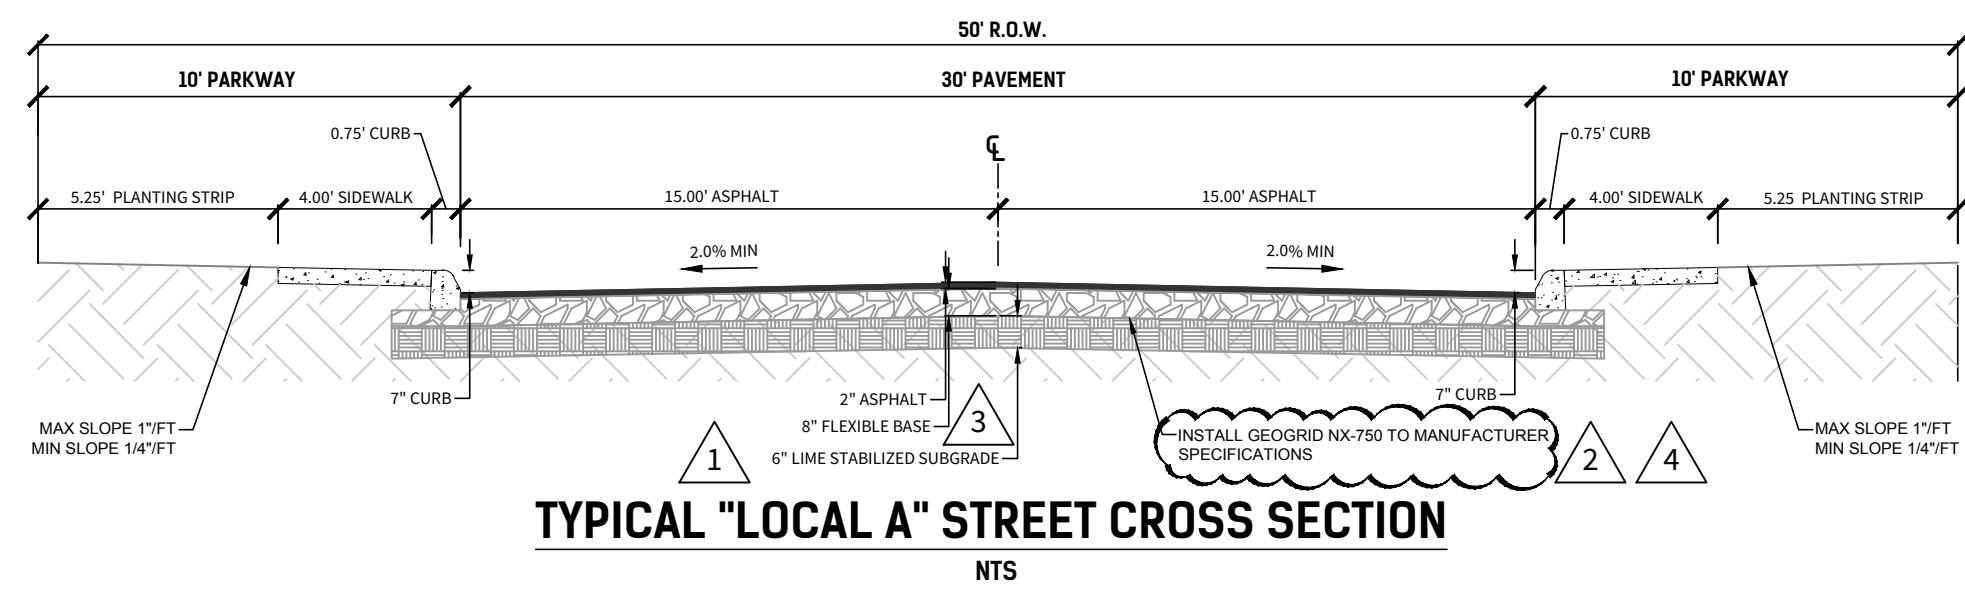 50' R.O.W.
10' PARKWAY
30' PAVEMENT
10' PARKWAY
0.75' CURB
℄
0.75' CURB
5.25'  PLANTING STRIP
4.00' SIDEWALK
15.00' ASPHALT
15.00' ASPHALT
4.00' SIDEWALK
5.25  PLANTING STRIP
2.0% MIN
2.0% MIN
7" CURB
2" ASPHALT
8" FLEXIBLE BASE
6" LIME STABILIZED SUBGRADE
1
3
7" CURB
INSTALL GEOGRID NX-750 TO MANUFACTURER
SPECIFICATIONS
2
4
MAX SLOPE 1"/FT
MIN SLOPE 1/4"/FT
MAX SLOPE 1"/FT
MIN SLOPE 1/4"/FT
TYPICAL "LOCAL A" STREET CROSS SECTION
NTS